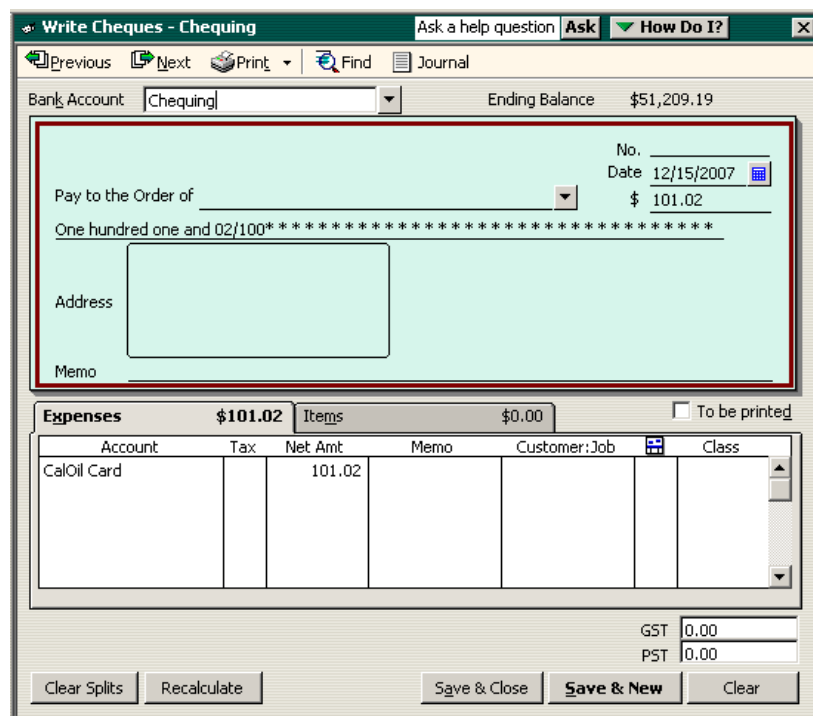 Write Cheques - Chequing Ask a help question Ask How Do I?
Previous Next Print Find Journal
Bank Account Chequing Ending Balance $51,209.19
No.
Date 12/15/2007
Pay to the Order of $ 101.02
One hundred one and 02/100* * * * * * * * * * * * * * * * * * * * * * * * * * * * * * * * * * *
Address
Memo
Expenses $101.02 Items $0.00 To be printed
Account Tax Net Amt Memo Customer:Job Class
CalOil Card 101.02
GST 0.00
PST 0.00
Clear Splits Recalculate Save & Close Save & New Clear